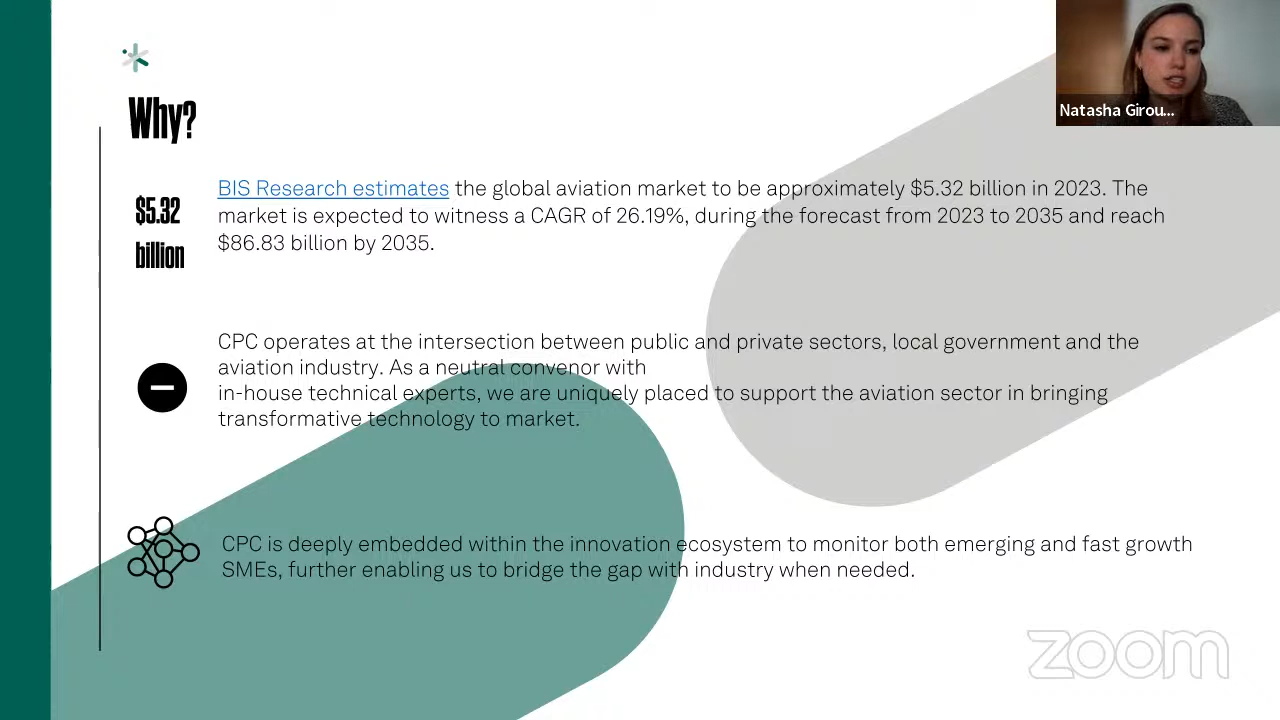 Natasha Girou...
Why?
$5.32
billion
BIS Research estimates the global aviation market to be approximately $5.32 billion in 2023. The
market is expected to witness a CAGR of 26.19%, during the forecast from 2023 to 2035 and reach
$86.83 billion by 2035.
CPC operates at the intersection between public and private sectors, local government and the
aviation industry. As a neutral convenor with
in-house technical experts, we are uniquely placed to support the aviation sector in bringing
transformative technology to market.
CPC is deeply embedded within the innovation ecosystem to monitor both emerging and fast growth
SMEs, further enabling us to bridge the gap with industry when needed.
zoom